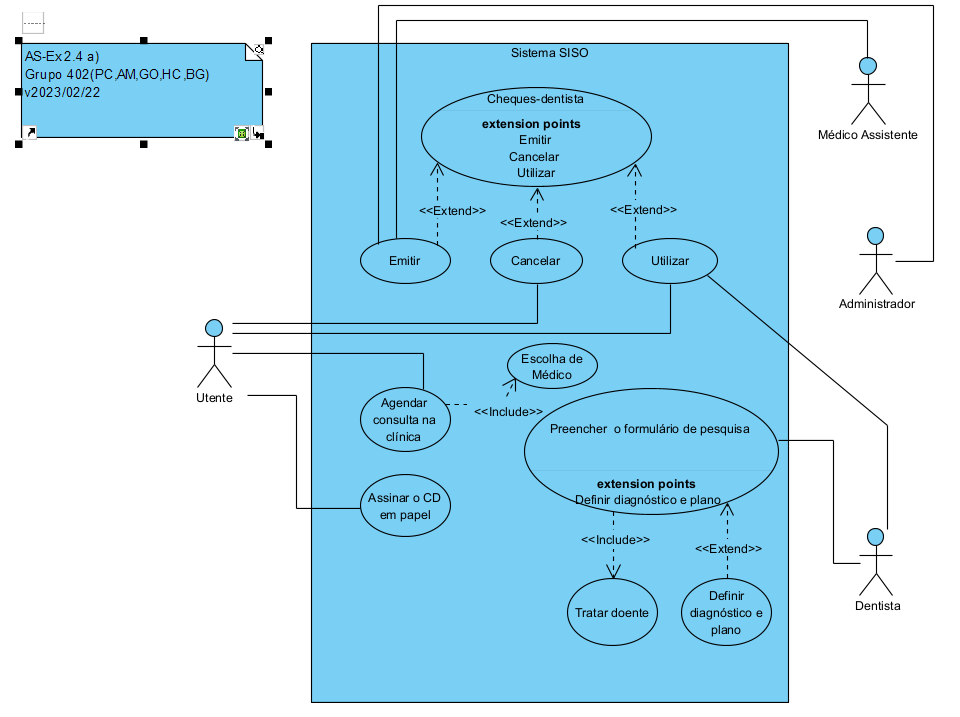 AS-Ex2.4 a)
Grupo 402(PC,AM,GO,HC ,BG)
v2023/02/22
Sistema SISO
Cheques-dentista
extension points
Emitir
Cancelar
Utilizar
Médico Assistente
<<Extend>>
<<Extend>>
<<Extend>>
Emitir
Cancelar
Utilizar
Administrador
Utente
Escolha de
Médico
Agendar
consulta na
clínica
<<Include>>
Preencher o formulário de pesquisa
extension points
Definir diagnóstico e plano
Assinar o CD
em papel
<<Include>>
<<Extend>>
Tratar doente
Definir
diagnóstico e
plano
Dentista